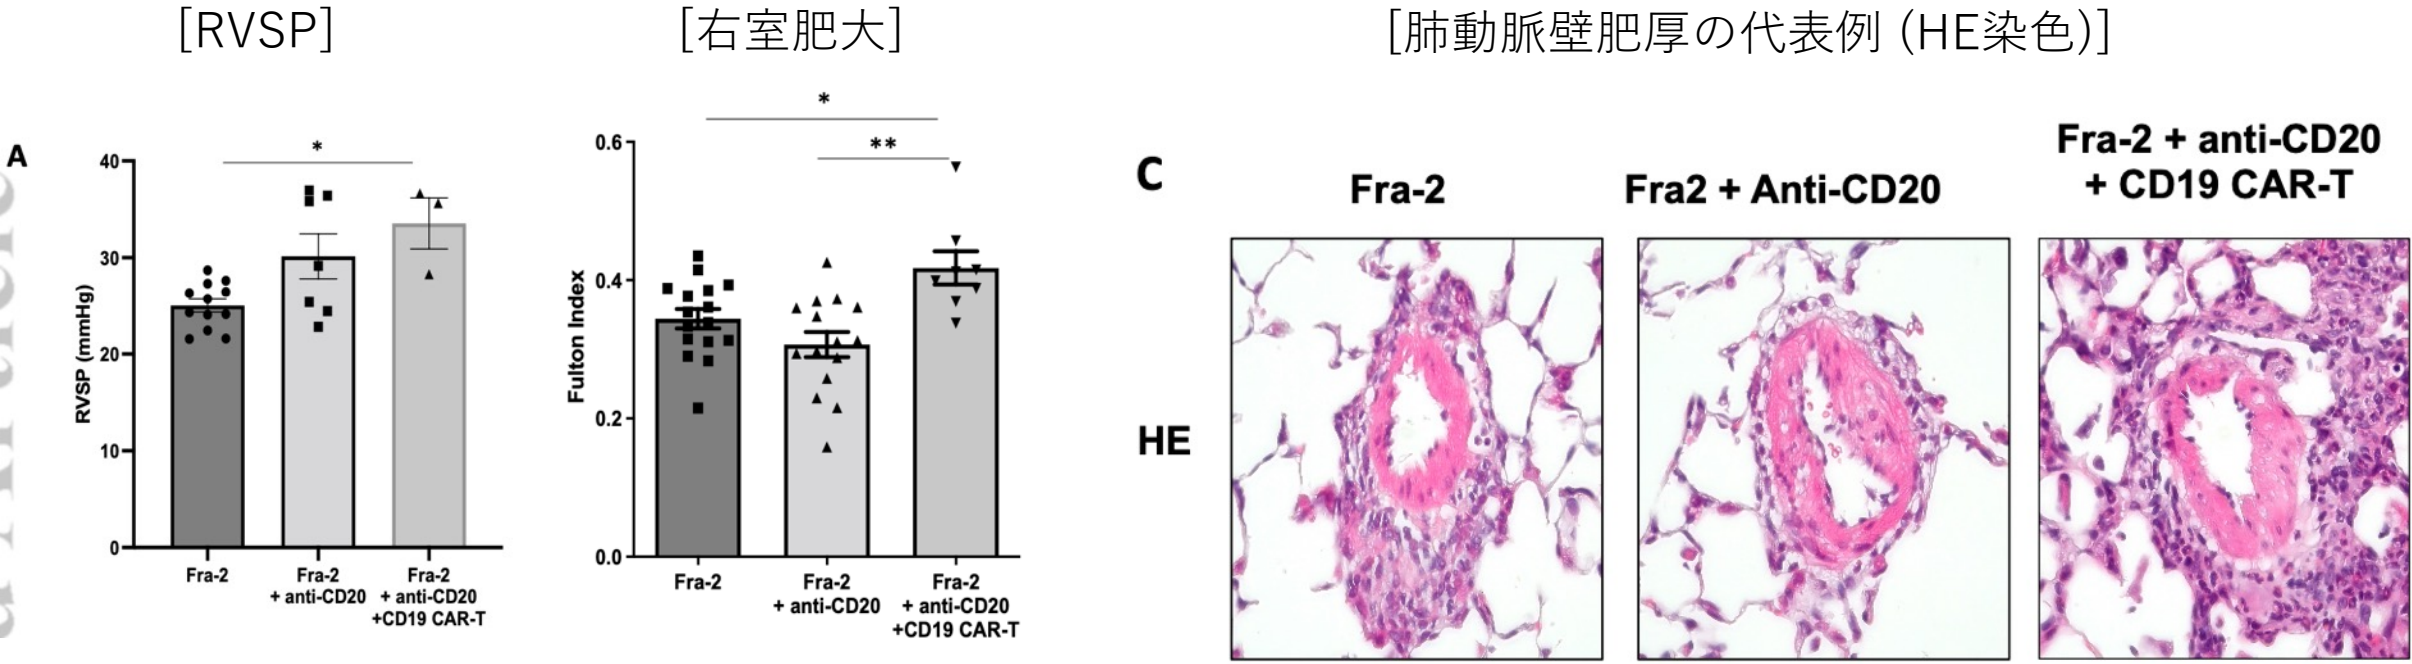 [RVSP]
[右室肥大]
[肺動脈壁肥厚の代表例 (HE染色)]
A
RVSP (mmHg)
40
30
20
10
0
*
Fra-2
Fra-2
+ anti-CD20
Fra-2
+ anti-CD20
+CD19 CAR-T
Fulton Index
0.6
0.4
0.2
0.0
*
**
Fra-2
Fra-2
+ anti-CD20
Fra-2
+ anti-CD20
+CD19 CAR-T
C
Fra-2
Fra2 + Anti-CD20
Fra-2 + anti-CD20
+ CD19 CAR-T
HE